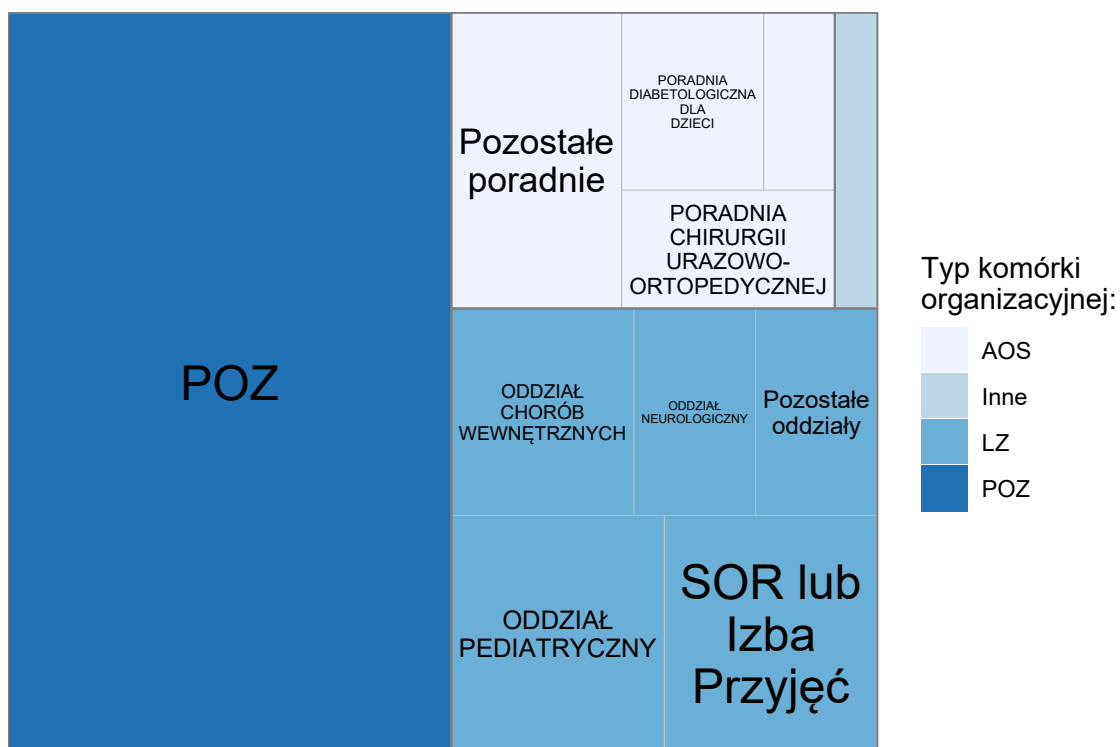 POZ
Pozostałe
poradnie
PORADNIA
DIABETOLOGICZNA
DLA
DZIECI
PORADNIA
CHIRURGII
URAZOWO-
ORTOPEDYCZNEJ
ODDZIAŁ
CHORÓB
WEWNĘTRZNYCH
ODDZIAŁ
NEUROLOGICZNY
Pozostałe
oddziały
ODDZIAŁ
PEDIATRYCZNY
SOR lub
Izba
Przyjęć
Typ komórki
organizacyjnej:
AOS
Inne
LZ
POZ